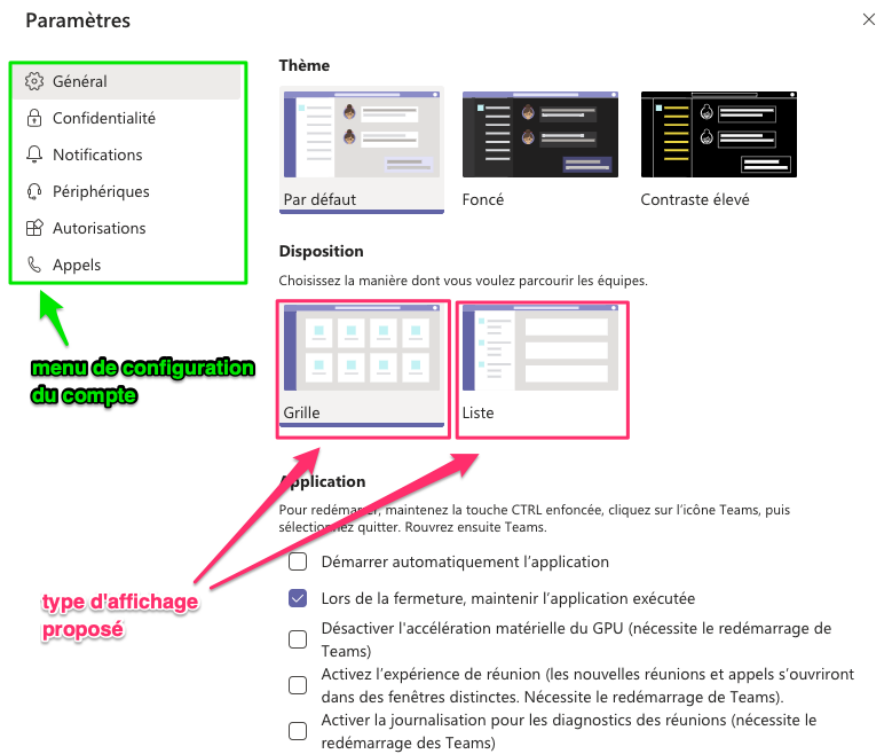 Paramètres
Général
Confidentialité
Notifications
Périphériques
Autorisations
Appels
menu de configuration
du compte
Thème
Par défaut
Foncé
Contraste élevé
Disposition
Choisissez la manière dont vous voulez parcourir les équipes.
Grille
Liste
type d'affichage
proposé
Application
Pour redémarrer, maintenez la touche CTRL enfoncée, cliquez sur l'icône Teams, puis
sélectionnez quitter. Rouvrez ensuite Teams.
Démarrer automatiquement l'application
Lors de la fermeture, maintenir l'application exécutée
Désactiver l'accélération matérielle du GPU (nécessite le redémarrage de
Teams)
Activez l'expérience de réunion (les nouvelles réunions et appels s'ouvriront
dans des fenêtres distinctes. Nécessite le redémarrage de Teams).
Activer la journalisation pour les diagnostics des réunions (nécessite le
redémarrage des Teams)